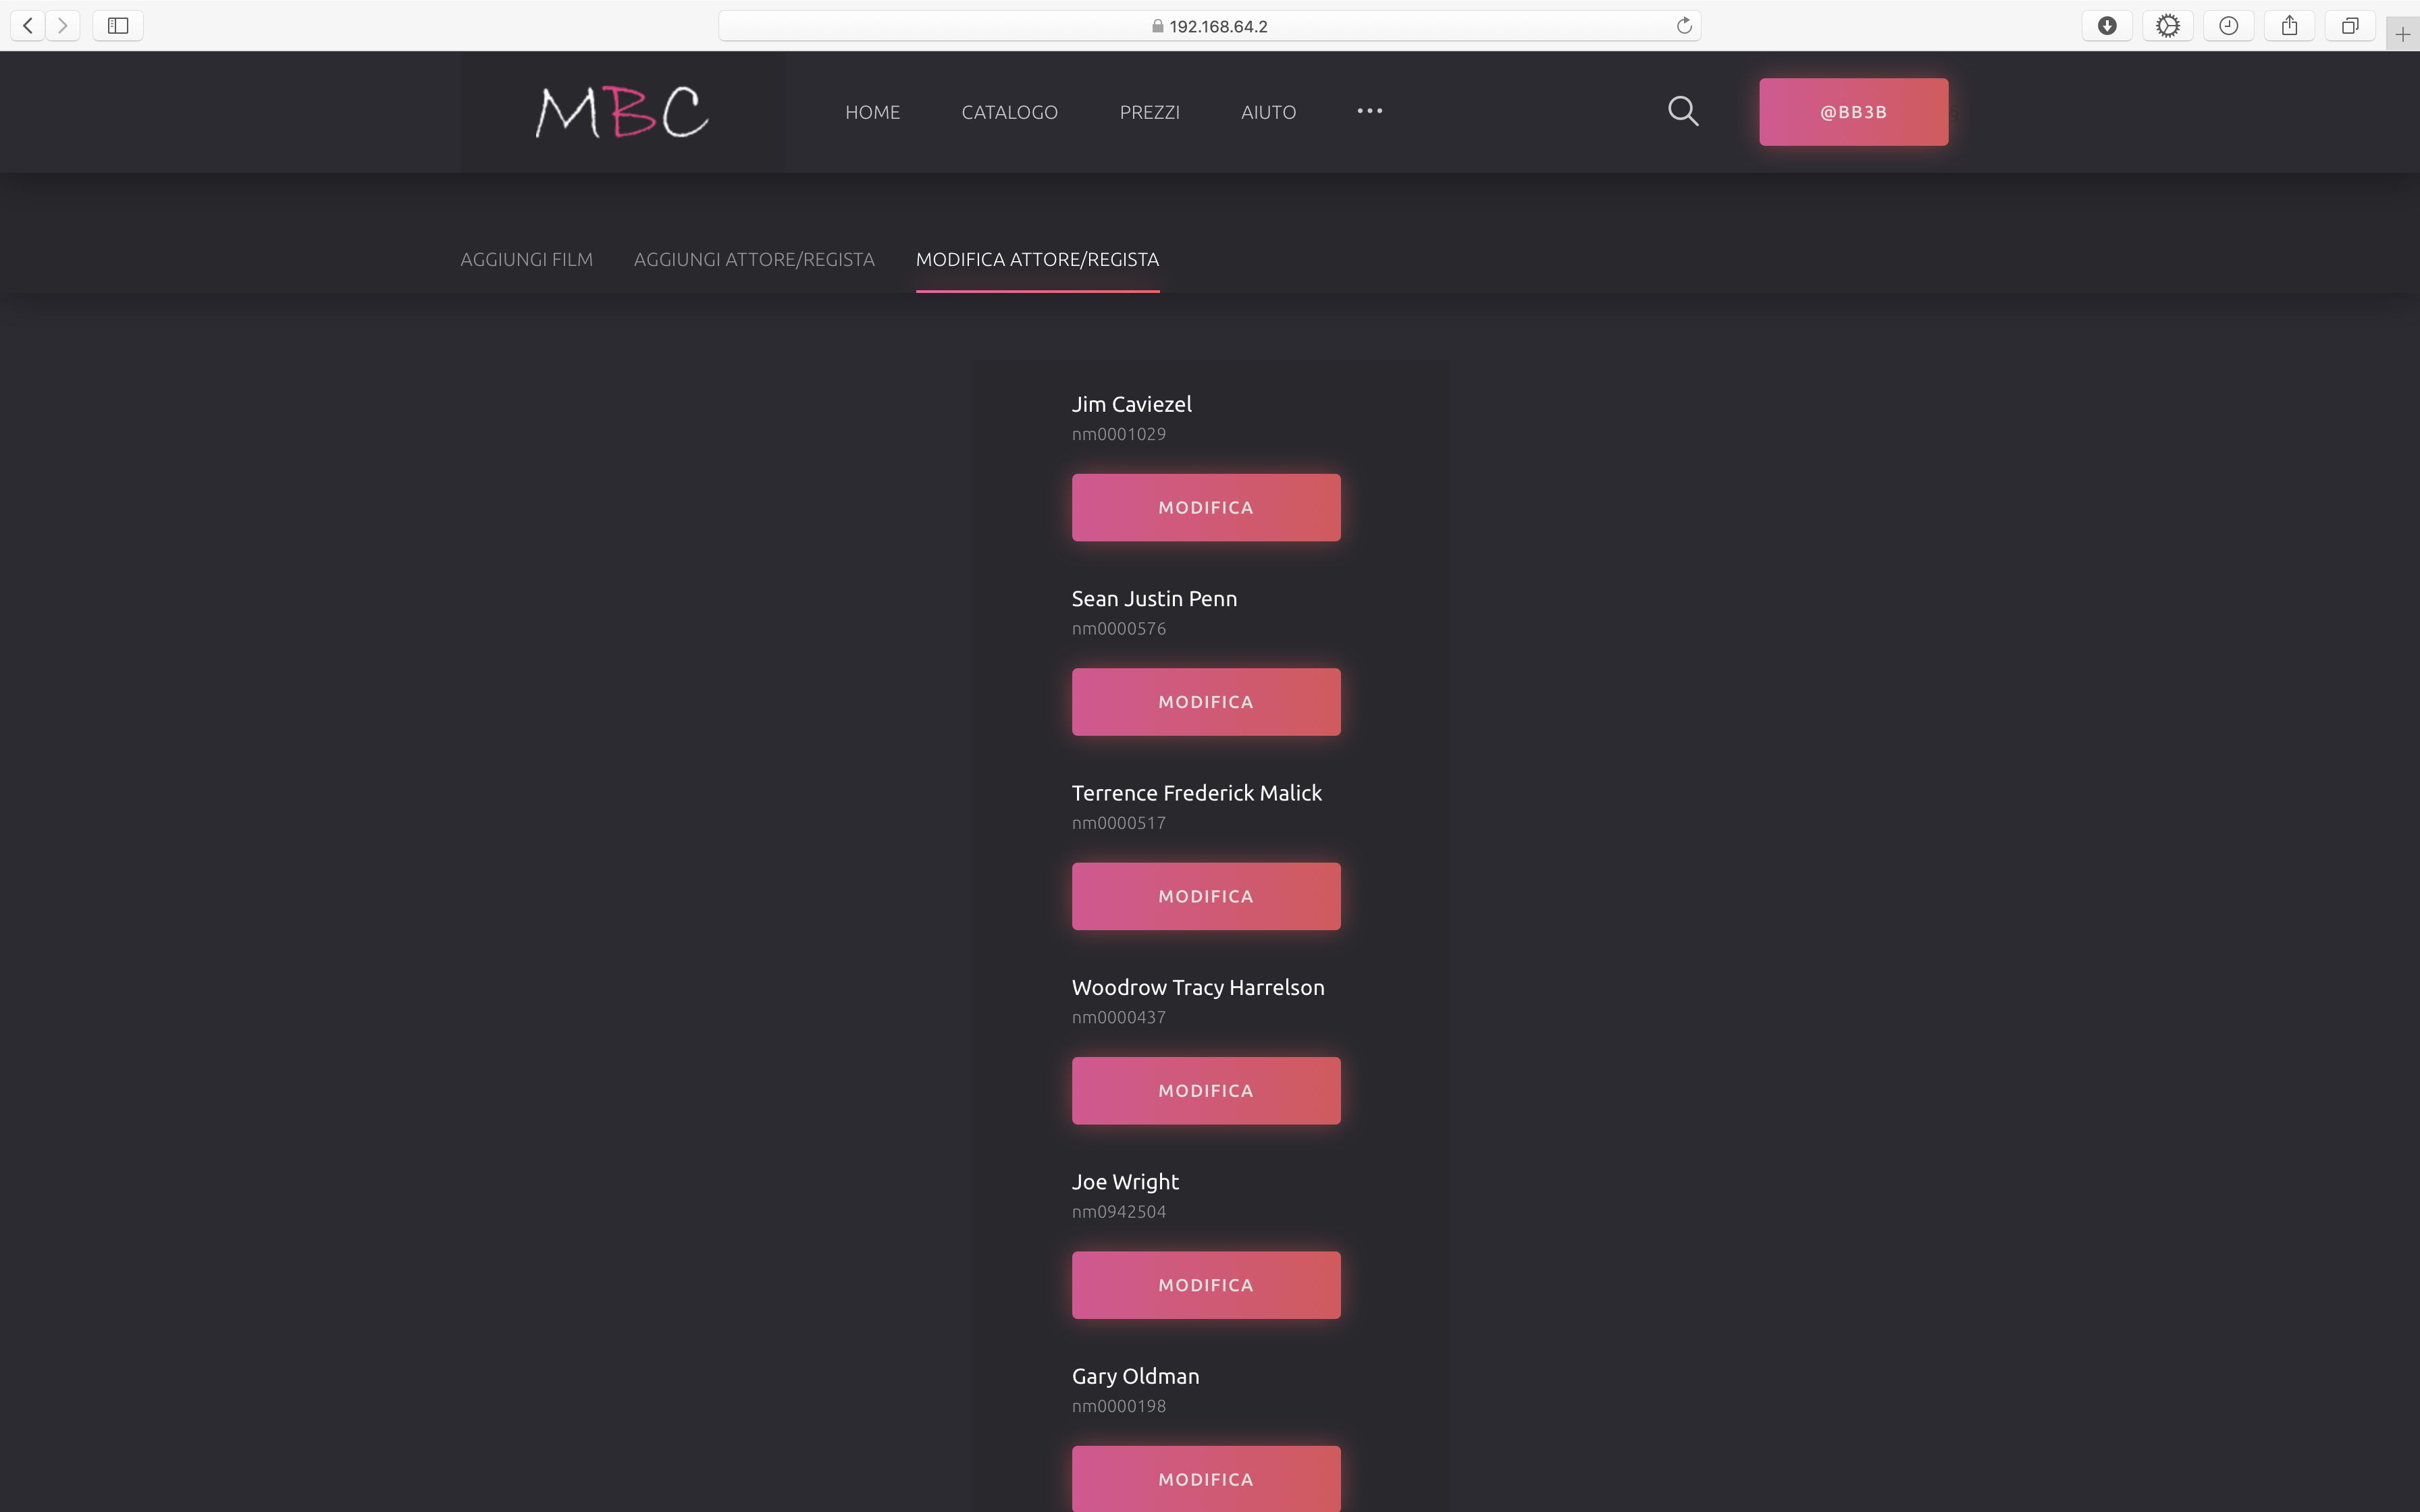 192.168.64.2
MBC
HOME CATALOGO PREZZI AIUTO @BB3B
AGGIUNGI FILM AGGIUNGI ATTORE/REGISTA MODIFICA ATTORE/REGISTA
Jim Caviezel
nm0001029
MODIFICA
Sean Justin Penn
nm0000576
MODIFICA
Terrence Frederick Malick
nm0000517
MODIFICA
Woodrow Tracy Harrelson
nm0000437
MODIFICA
Joe Wright
nm0942504
MODIFICA
Gary Oldman
nm0000198
MODIFICA